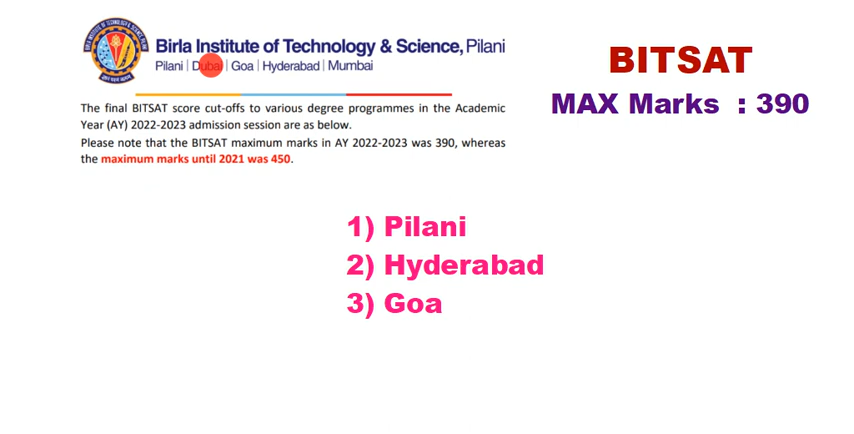 Birla Institute of Technology & Science, Pilani
Pilani | Dubai | Goa | Hyderabad | Mumbai
BITSAT
MAX Marks : 390
The final BITSAT score cut-offs to various degree programmes in the Academic
Year (AY) 2022-2023 admission session are as below.
Please note that the BITSAT maximum marks in AY 2022-2023 was 390, whereas
the maximum marks until 2021 was 450.
1) Pilani
2) Hyderabad
3) Goa